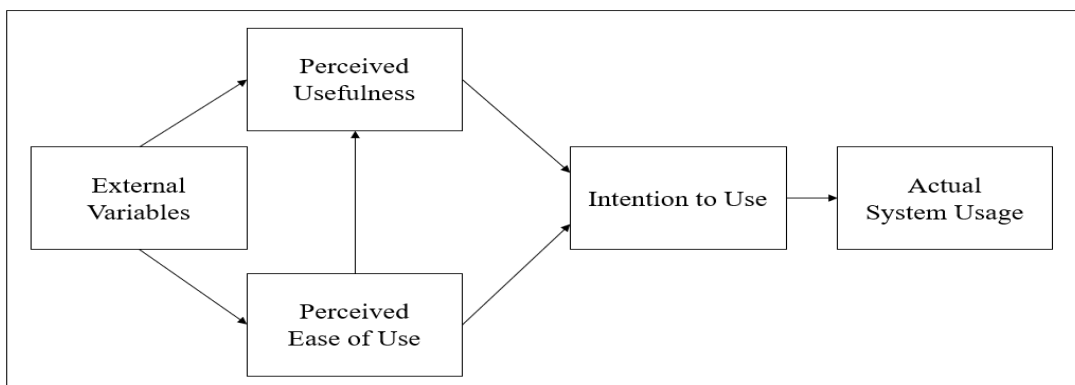 Perceived
Usefulness
External
Variables
Intention to Use
Actual
System Usage
Perceived
Ease of Use